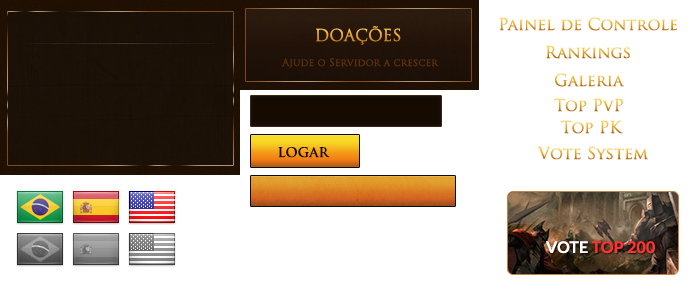 DOAÇÕES
Ajude o Servidor a crescer
LOGAR
Painel de Controle
Rankings
Galeria
Top PvP
Top PK
Vote System
VOTE TOP 200